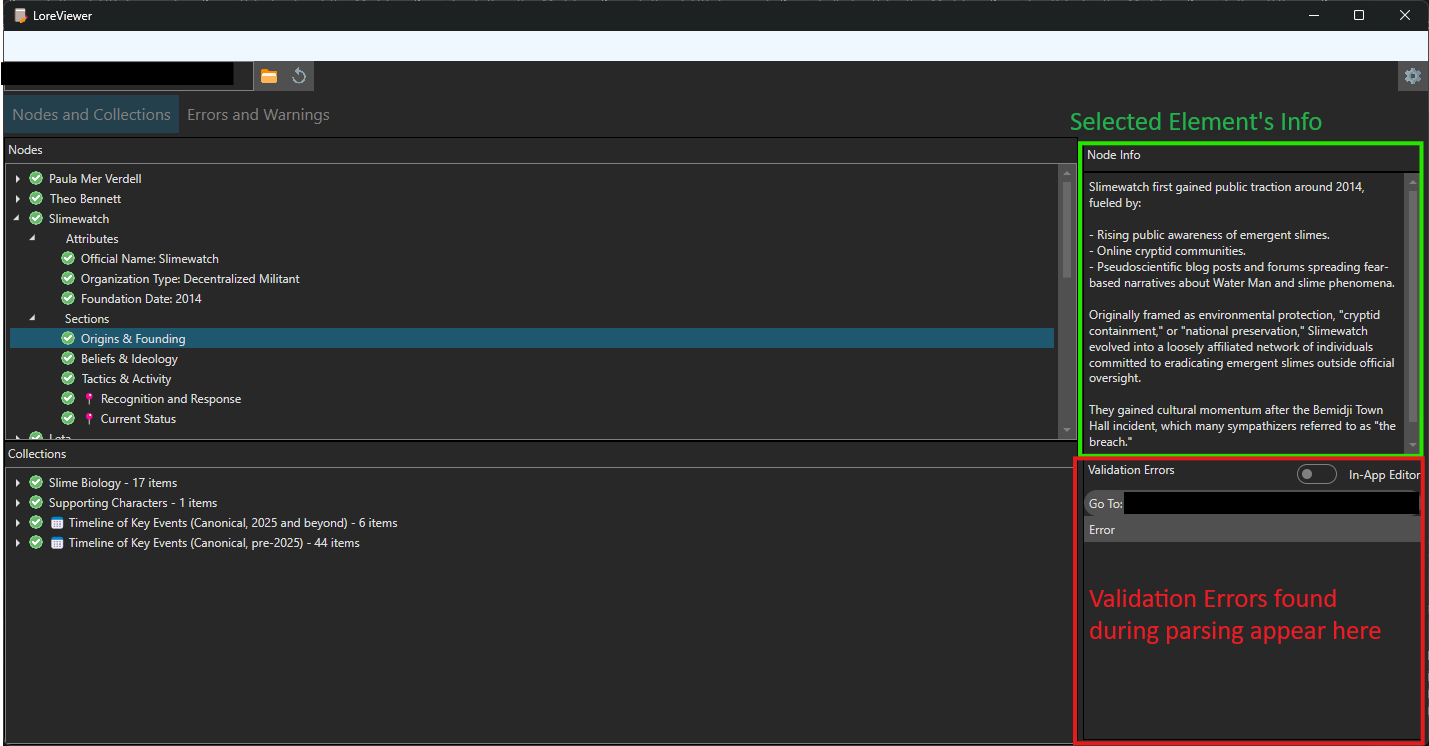 LoreViewer
Nodes and Collections
Errors and Warnings
Selected Element's Info
Nodes
Paula Mer Verdell
Theo Bennett
Slimewatch
Attributes
Official Name: Slimewatch
Organization Type: Decentralized Militant
Foundation Date: 2014
Sections
Origins & Founding
Beliefs & Ideology
Tactics & Activity
Recognition and Response
Current Status
Leta
Collections
Slime Biology - 17 items
Supporting Characters - 1 items
Timeline of Key Events (Canonical, 2025 and beyond) - 6 items
Timeline of Key Events (Canonical, pre-2025) - 44 items
Node Info
Slimewatch first gained public traction around 2014,
fueled by:
- Rising public awareness of emergent slimes.
- Online cryptid communities.
- Pseudoscientific blog posts and forums spreading fear-
based narratives about Water Man and slime phenomena.
Originally framed as environmental protection, "cryptid
containment," or "national preservation," Slimewatch
evolved into a loosely affiliated network of individuals
committed to eradicating emergent slimes outside official
oversight.
They gained cultural momentum after the Bemidji Town
Hall incident, which many sympathizers referred to as "the
breach."
Validation Errors
In-App Editor
Go To:
Error
Validation Errors found
during parsing appear here